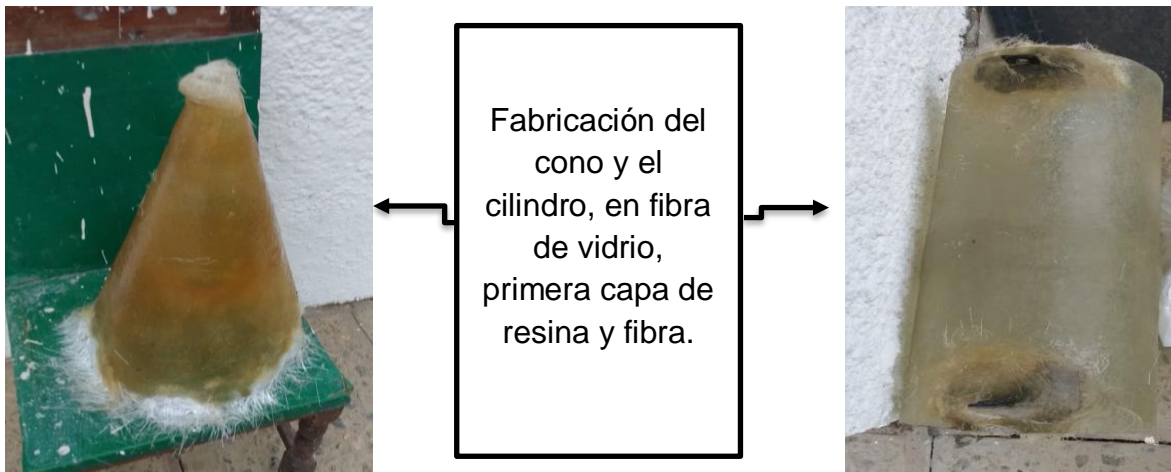 Fabricación del
cono y el
cilindro, en fibra
de vidrio,
primera capa de
resina y fibra.